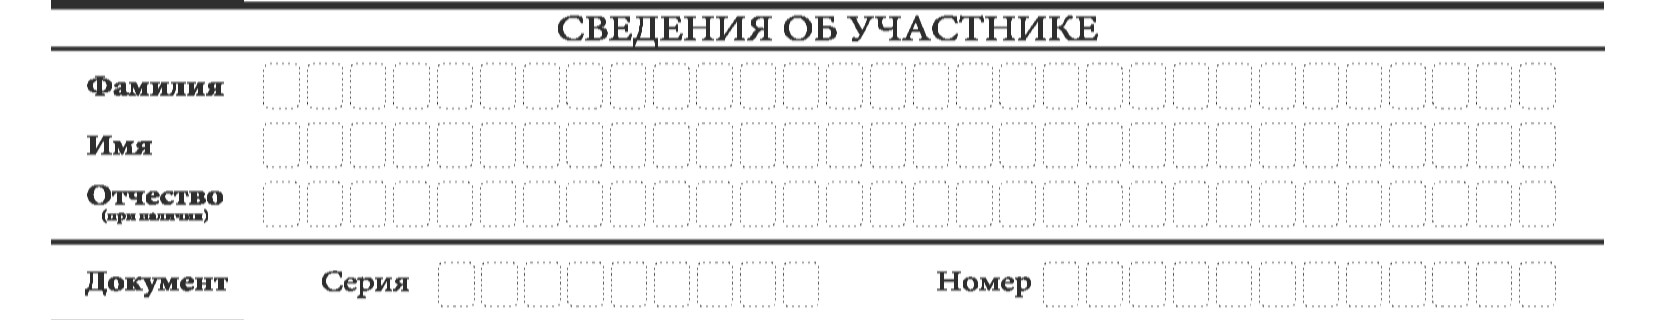 СВЕДЕНИЯ ОБ УЧАСТНИКЕ
Фамилия
Имя
Отчество
(при наличии)
Документ Серия Номер